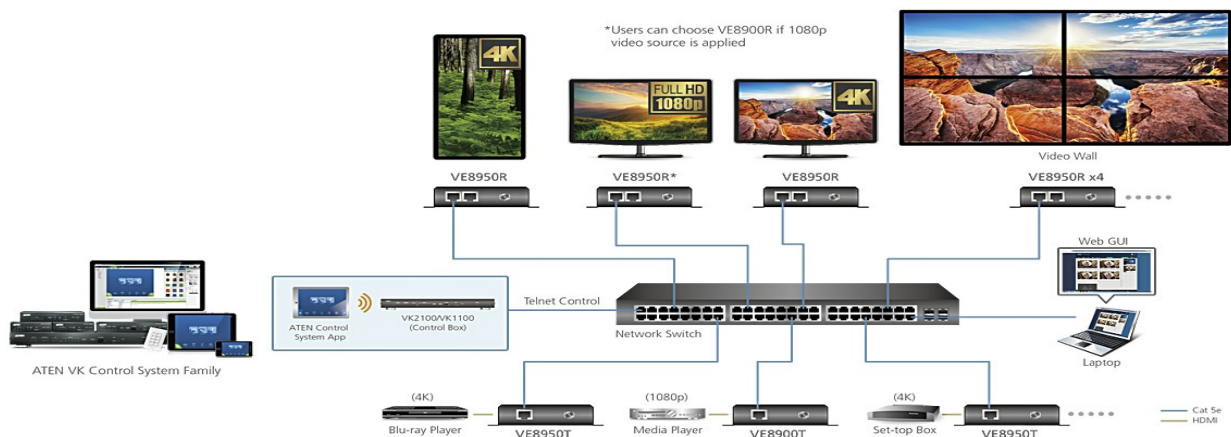 *Users can choose VE8900R if 1080p
video source is applied
4K
FULL HD
1080p
4K
Video Wall
VE8950R
VE8950R*
VE8950R
VE8950R x4
Web GUI
Telnet Control
ATEN Control
System App
VK2100/VK1100
(Control Box)
Network Switch
Laptop
ATEN VK Control System Family
(4K)
(1080p)
(4K)
Blu-ray Player
VE8950T
Media Player
VE8900T
Set-top Box
VE8950T
Cat 5e
HDMI